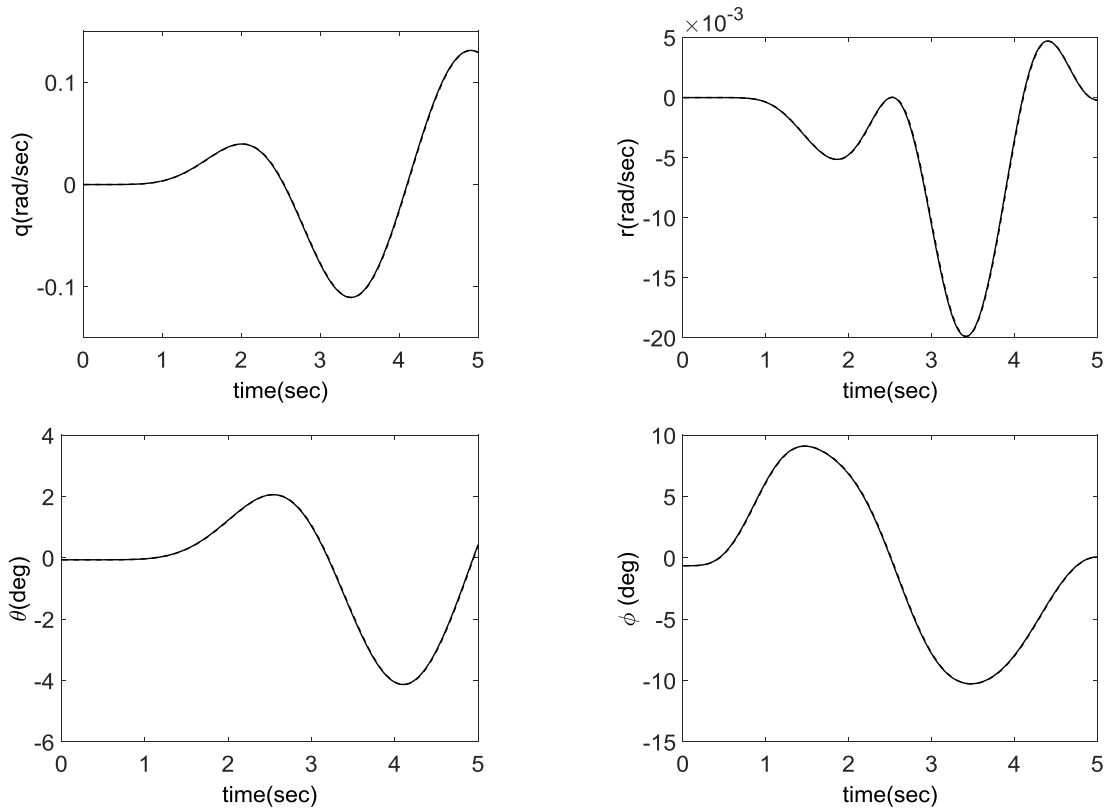 0.1
0
-0.1
q(rad/sec)
0 1 2 3 4 5
time(sec)
×10⁻³
5
0
-5
-10
-15
-20
r(rad/sec)
0 1 2 3 4 5
time(sec)
4
2
0
-2
-4
-6
θ(deg)
0 1 2 3 4 5
time(sec)
10
5
0
-5
-10
-15
ϕ (deg)
0 1 2 3 4 5
time(sec)